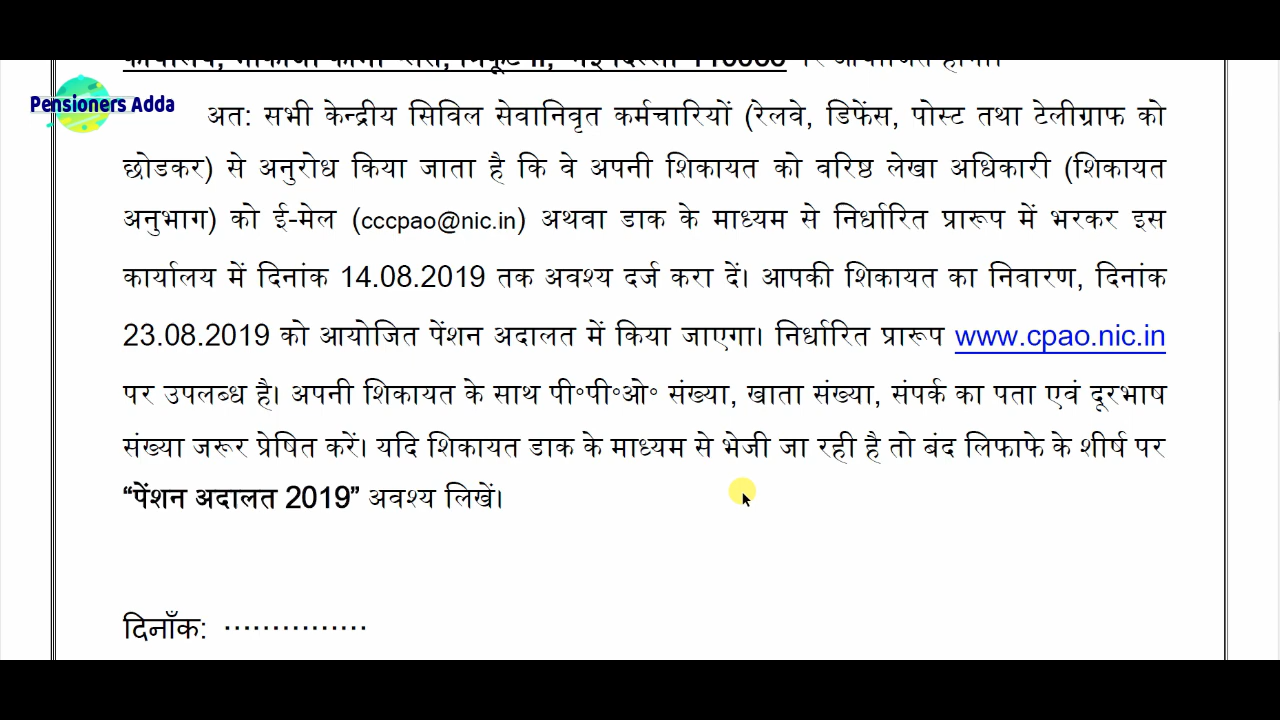 Pensioners Adda
अत: सभी केन्द्रीय सिविल सेवानिवृत कर्मचारियों (रेलवे, डिफेंस, पोस्ट तथा टेलीग्राफ को
छोडकर) से अनुरोध किया जाता है कि वे अपनी शिकायत को वरिष्ठ लेखा अधिकारी (शिकायत
अनुभाग) को ई-मेल (cccpao@nic.in) अथवा डाक के माध्यम से निर्धारित प्रारूप में भरकर इस
कार्यालय में दिनांक 14.08.2019 तक अवश्य दर्ज करा दें। आपकी शिकायत का निवारण, दिनांक
23.08.2019 को आयोजित पेंशन अदालत में किया जाएगा। निर्धारित प्रारूप www.cpao.nic.in
पर उपलब्ध है। अपनी शिकायत के साथ पी॰पी॰ओ॰ संख्या, खाता संख्या, संपर्क का पता एवं दूरभाष
संख्या जरूर प्रेषित करें। यदि शिकायत डाक के माध्यम से भेजी जा रही है तो बंद लिफाफे के शीर्ष पर
“पेंशन अदालत 2019” अवश्य लिखें।
दिनाँक: ……………